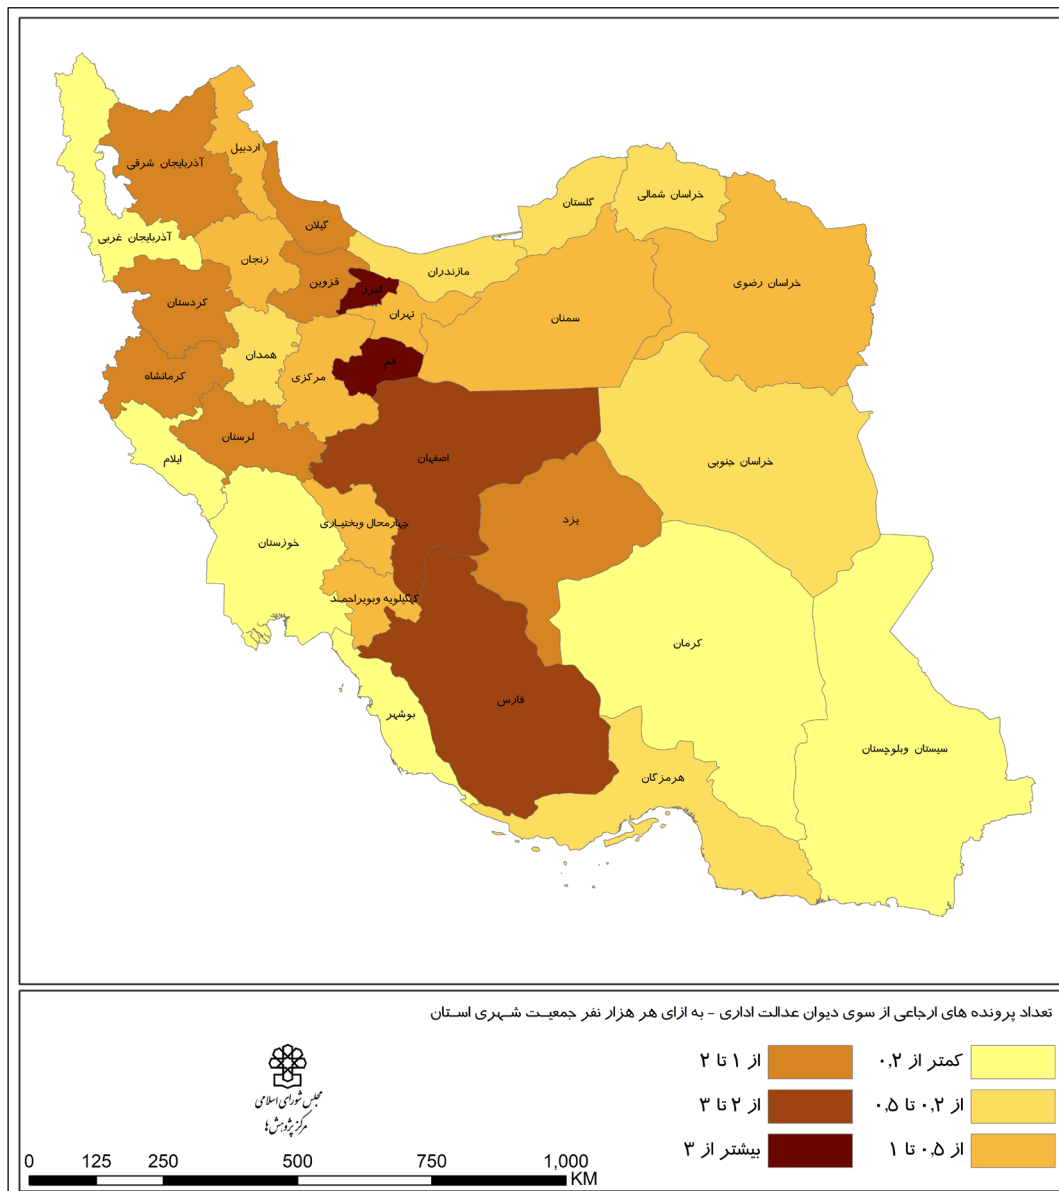 اردبیل
آذربایجان شرقی
خراسان شمالی
گلستان
گیلان
آذربایجان غربی
زنجان
مازندران
خراسان رضوی
قزوین
البرز
کردستان
تهران
سمنان
همدان
قم
کرمانشاه
مرکزی
لرستان
ایلام
اصفهان
خراسان جنوبی
چهارمحال وبختیاری
یزد
خوزستان
کهگیلویه وبویراحمد
کرمان
فارس
بوشهر
سیستان وبلوچستان
هرمزگان
تعداد پرونده های ارجاعی از سوی دیوان عدالت اداری - به ازای هر هزار نفر جمعیت شهری استان
کمتر از ۰,۲
از ۰,۲ تا ۰,۵
از ۰,۵ تا ۱
از ۱ تا ۲
از ۲ تا ۳
بیشتر از ۳
مجلس شورای اسلامی
مرکز پژوهش ها
0 125 250 500 750 1,000
KM